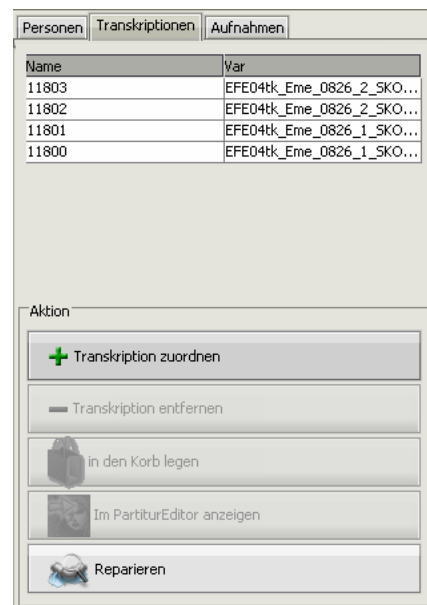 Personen Transkriptionen Aufnahmen
Name Var
11803 EFE04tk_Eme_0826_2_SKO...
11802 EFE04tk_Eme_0826_2_SKO...
11801 EFE04tk_Eme_0826_1_SKO...
11800 EFE04tk_Eme_0826_1_SKO...
Aktion
Transkription zuordnen
Transkription entfernen
in den Korb legen
Im PartiturEditor anzeigen
Reparieren